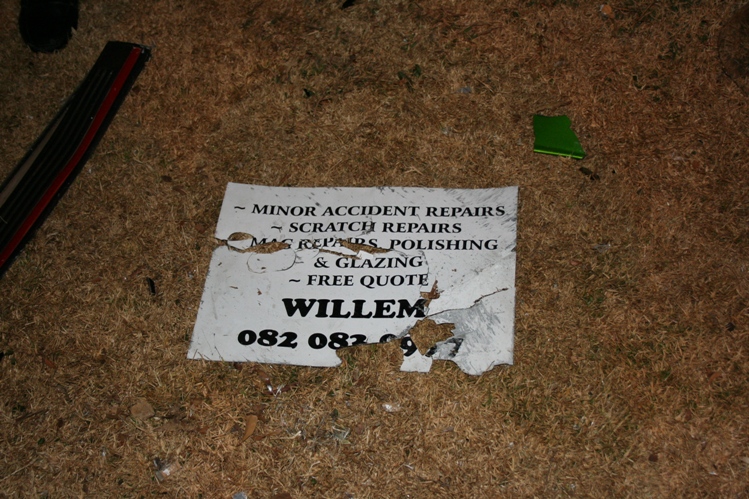 ~ MINOR ACCIDENT REPAIRS
~ SCRATCH REPAIRS
MAG REPAIRS, POLISHING
& GLAZING
~ FREE QUOTE
WILLEM
082 083